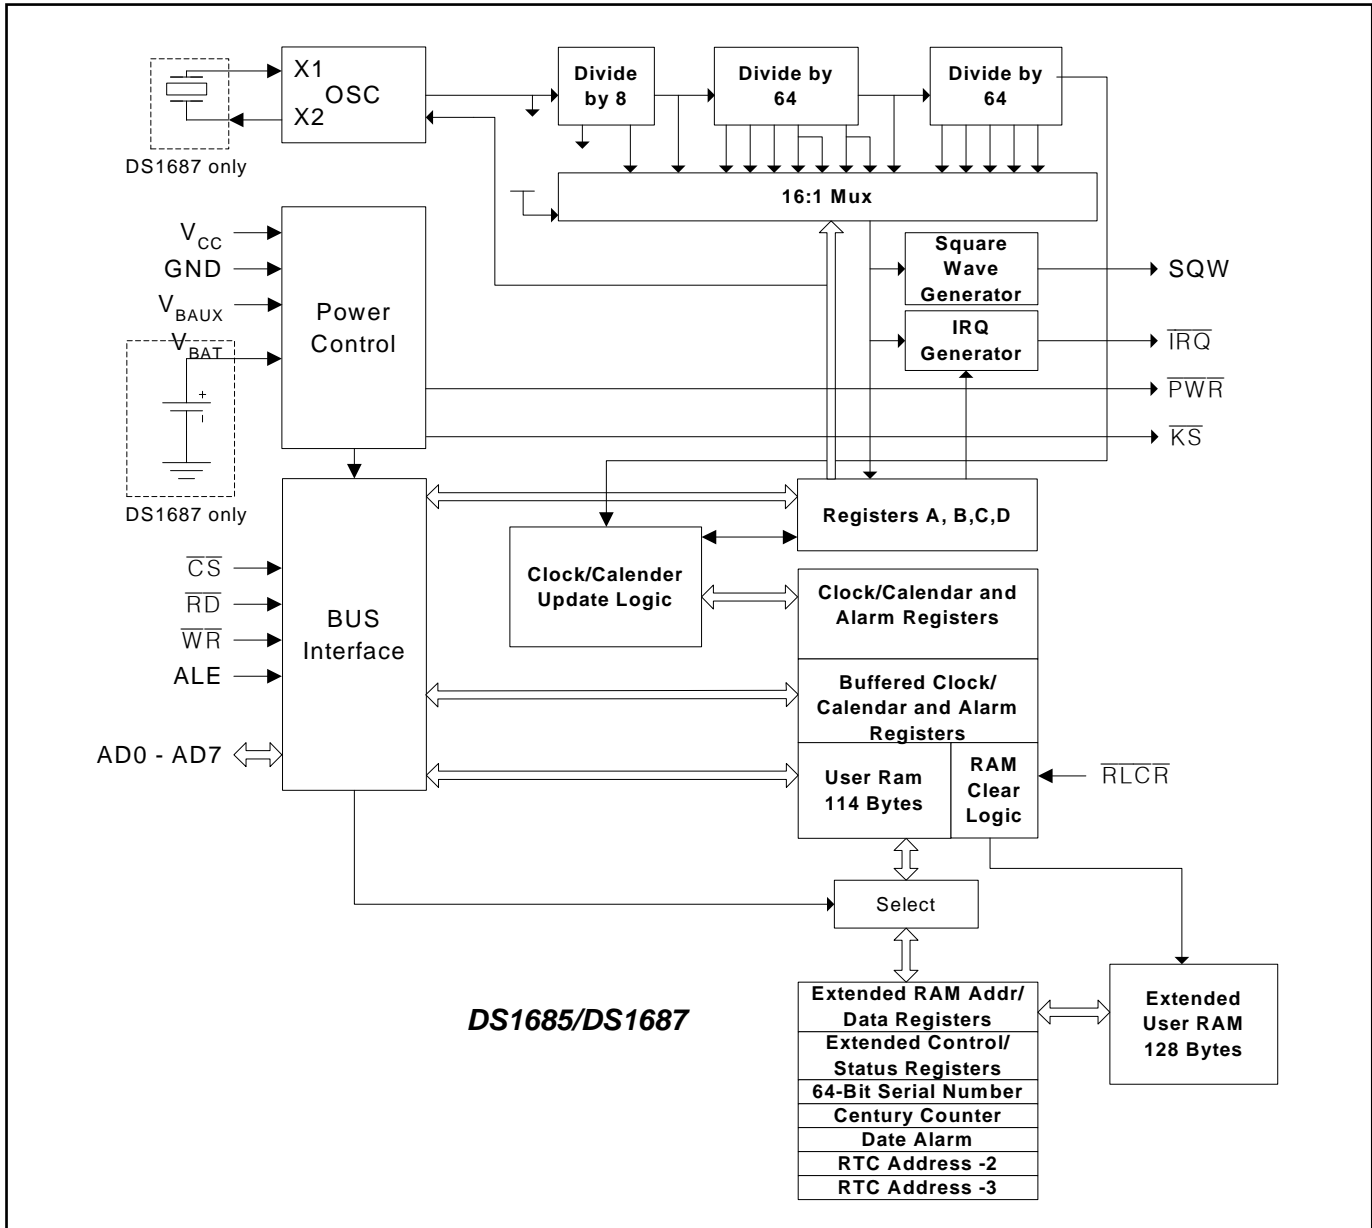 X1
OSC
X2
DS1687 only
Divide
by 8
Divide by
64
Divide by
64
16:1 Mux
VCC
GND
VBAUX
VBAT
+
DS1687 only
Power
Control
Square
Wave
Generator
SQW
IRQ
Generator
IRQ
PWR
KS
Registers A, B,C,D
Clock/Calender
Update Logic
CS
RD
WR
ALE
AD0 - AD7
BUS
Interface
Clock/Calendar and
Alarm Registers
Buffered Clock/
Calendar and Alarm
Registers
User Ram
114 Bytes
RAM
Clear
Logic
RLCR
Select
DS1685/DS1687
Extended RAM Addr/
Data Registers
Extended Control/
Status Registers
64-Bit Serial Number
Century Counter
Date Alarm
RTC Address -2
RTC Address -3
Extended
User RAM
128 Bytes